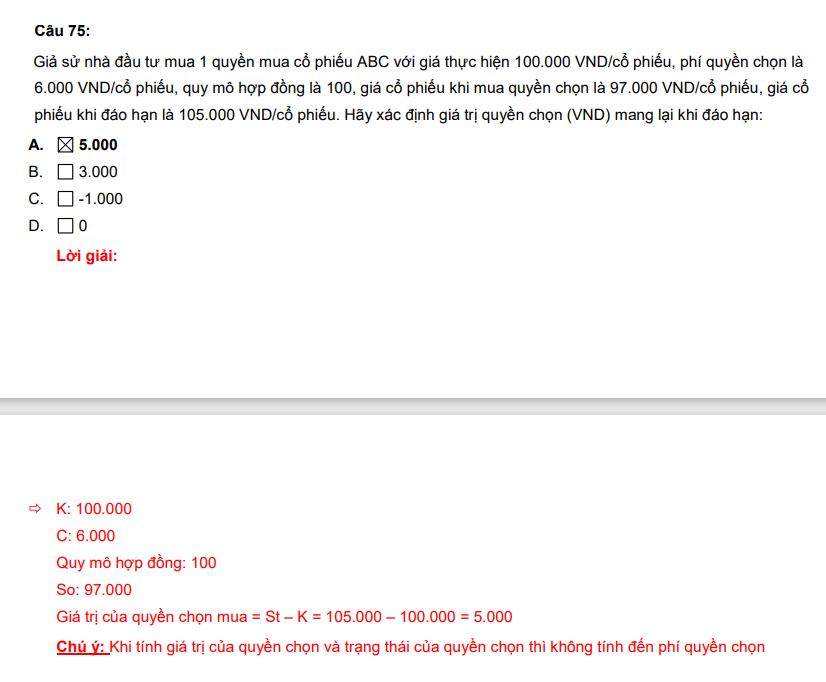 Câu 75:
Giả sử nhà đầu tư mua 1 quyền mua cổ phiếu ABC với giá thực hiện 100.000 VND/cổ phiếu, phí quyền chọn là
6.000 VND/cổ phiếu, quy mô hợp đồng là 100, giá cổ phiếu khi mua quyền chọn là 97.000 VND/cổ phiếu, giá cổ
phiếu khi đáo hạn là 105.000 VND/cổ phiếu. Hãy xác định giá trị quyền chọn (VND) mang lại khi đáo hạn:
A. ☒ 5.000
B. ☐ 3.000
C. ☐ -1.000
D. ☐ 0
Lời giải:
⇨ K: 100.000
C: 6.000
Quy mô hợp đồng: 100
So: 97.000
Giá trị của quyền chọn mua = St – K = 105.000 – 100.000 = 5.000
Chú ý: Khi tính giá trị của quyền chọn và trạng thái của quyền chọn thì không tính đến phí quyền chọn